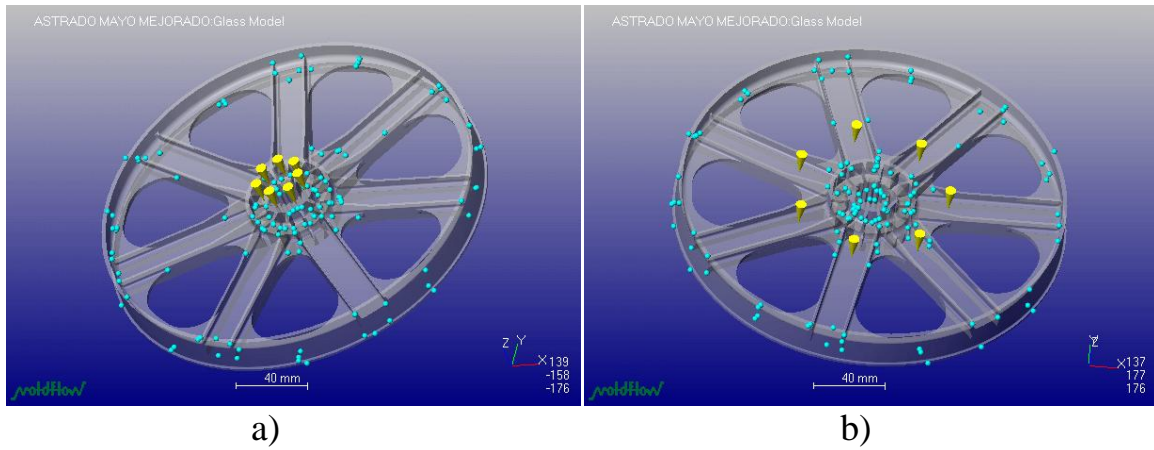 ASTRADO MAYO MEJORADO:Glass Model
Z Y
X 139
-158
-176
40 mm
moldflow
a)
ASTRADO MAYO MEJORADO:Glass Model
Z
X 137
177
176
40 mm
moldflow
b)